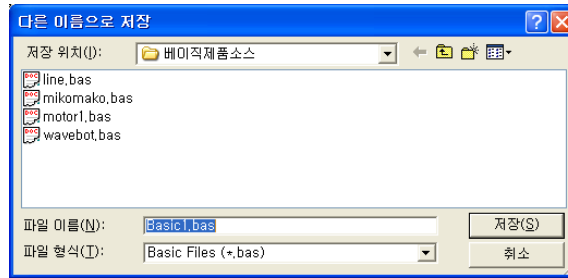 다른 이름으로 저장
저장 위치(I): 베이직제품소스
line.bas
mikomako.bas
motor1.bas
wavebot.bas
파일 이름(N): Basic1.bas 저장(S)
파일 형식(T): Basic Files (*.bas) 취소